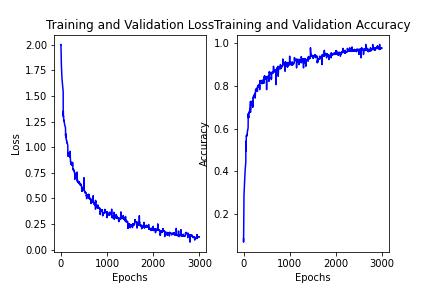 Training and Validation Loss
Loss
2.00
1.75
1.50
1.25
1.00
0.75
0.50
0.25
0.00
0 1000 2000 3000
Epochs
Training and Validation Accuracy
Accuracy
1.0
0.8
0.6
0.4
0.2
0 1000 2000 3000
Epochs